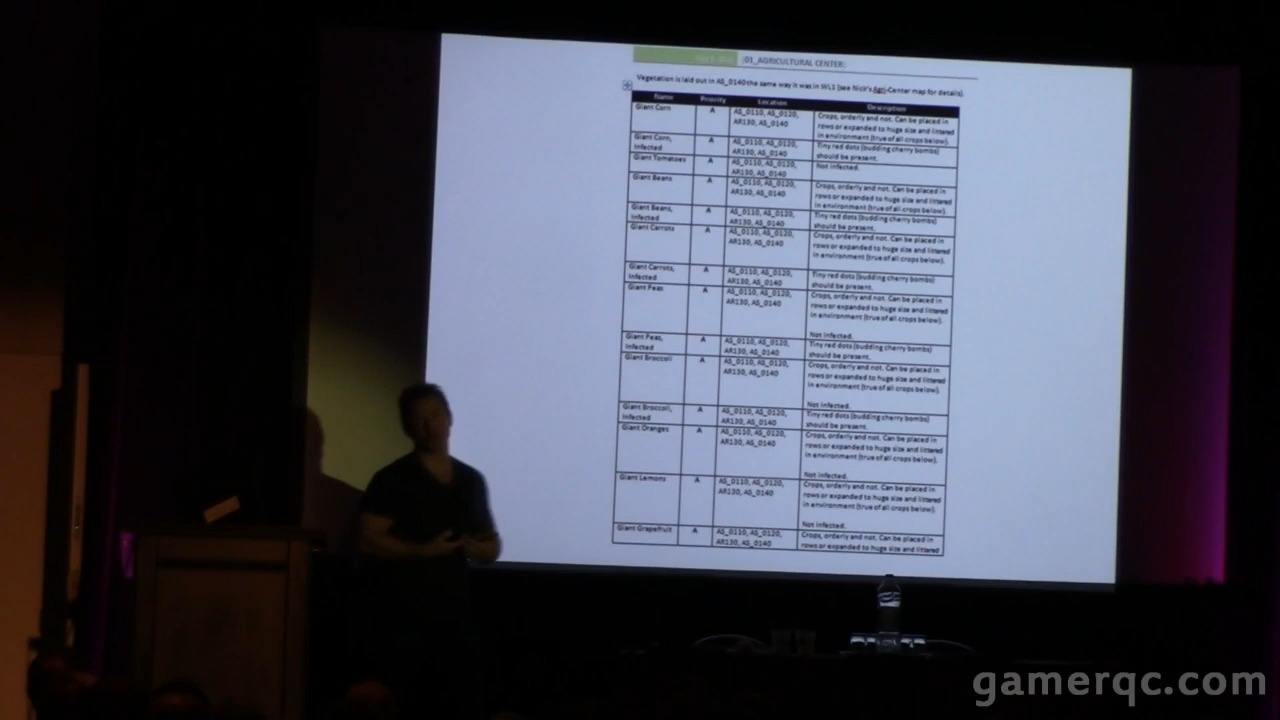 [01_AGRICULTURAL CENTER]
Vegetation is laid out in AS_0140 the same way it was in WL1 (see Nick's Agri-Center map for details).
Name Priority Location Description
Giant Corn A AS_0110, AS_0120, Crops, orderly and not. Can be placed in
AR130, AS_0140 rows or expanded to huge size and littered
in environment (true of all crops below).
Giant Corn, A AS_0110, AS_0120, Tiny red dots (budding cherry bombs)
Infected AR130, AS_0140 should be present.
Giant Tomatoes A AS_0110, AS_0120, Not infected.
AR130, AS_0140
Giant Beans A AS_0110, AS_0120, Crops, orderly and not. Can be placed in
AR130, AS_0140 rows or expanded to huge size and littered
in environment (true of all crops below).
Giant Beans, A AS_0110, AS_0120, Tiny red dots (budding cherry bombs)
Infected AR130, AS_0140 should be present.
Giant Carrots A AS_0110, AS_0120, Crops, orderly and not. Can be placed in
AR130, AS_0140 rows or expanded to huge size and littered
in environment (true of all crops below).
Giant Carrots, A AS_0110, AS_0120, Tiny red dots (budding cherry bombs)
Infected AR130, AS_0140 should be present.
Giant Peas A AS_0110, AS_0120, Crops, orderly and not. Can be placed in
AR130, AS_0140 rows or expanded to huge size and littered
in environment (true of all crops below).
Not infected.
Giant Peas, A AS_0110, AS_0120, Tiny red dots (budding cherry bombs)
Infected AR130, AS_0140 should be present.
Giant Broccoli A AS_0110, AS_0120, Crops, orderly and not. Can be placed in
AR130, AS_0140 rows or expanded to huge size and littered
in environment (true of all crops below).
Not infected.
Giant Broccoli, A AS_0110, AS_0120, Tiny red dots (budding cherry bombs)
Infected AR130, AS_0140 should be present.
Giant Oranges A AS_0110, AS_0120, Crops, orderly and not. Can be placed in
AR130, AS_0140 rows or expanded to huge size and littered
in environment (true of all crops below).
Not infected.
Giant Lemons A AS_0110, AS_0120, Crops, orderly and not. Can be placed in
AR130, AS_0140 rows or expanded to huge size and littered
in environment (true of all crops below).
Not infected.
Giant Grapefruit A AS_0110, AS_0120, Crops, orderly and not. Can be placed in
AR130, AS_0140 rows or expanded to huge size and littered
gamerqc.com